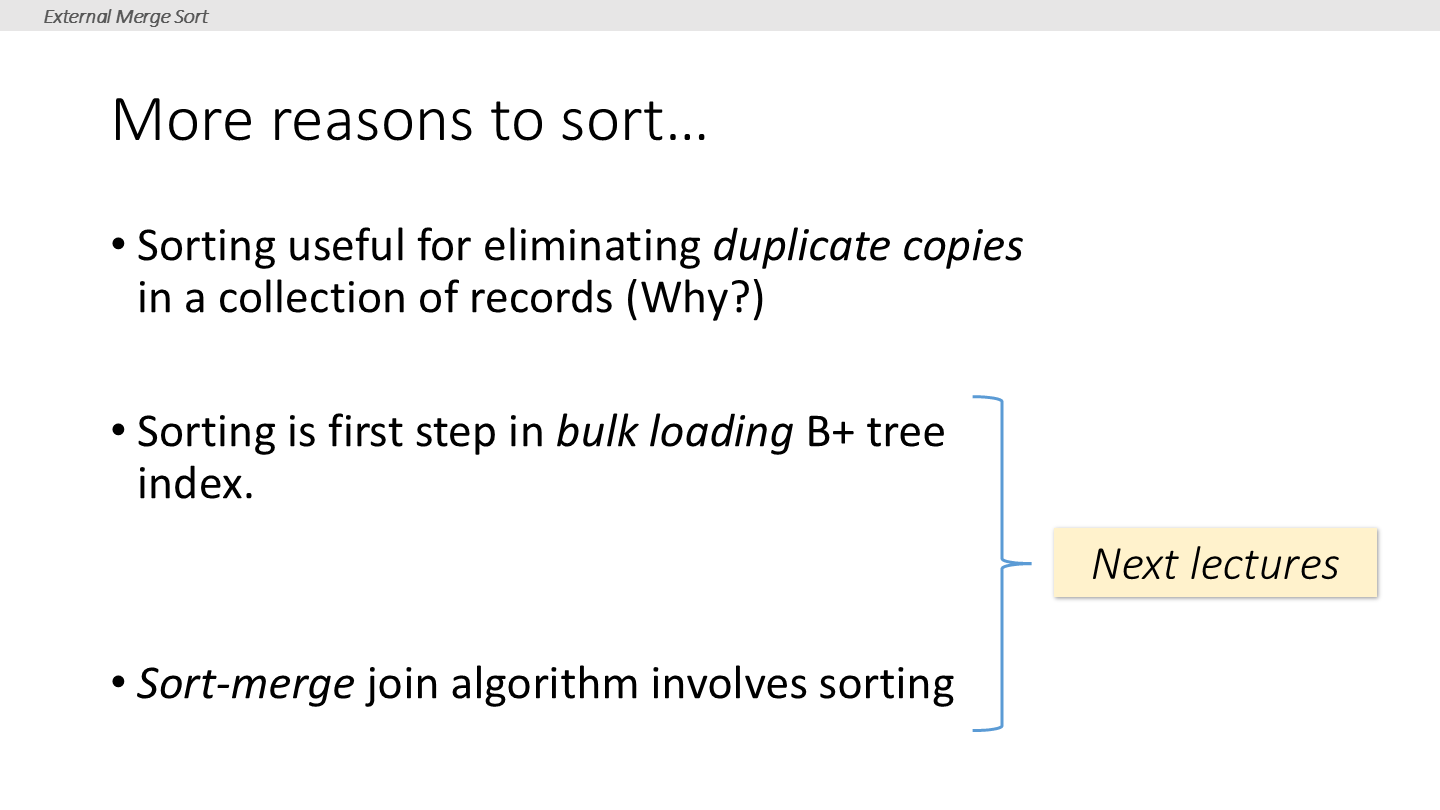 External Merge Sort
More reasons to sort…
• Sorting useful for eliminating duplicate copies
in a collection of records (Why?)
• Sorting is first step in bulk loading B+ tree
index.
Next lectures
• Sort-merge join algorithm involves sorting